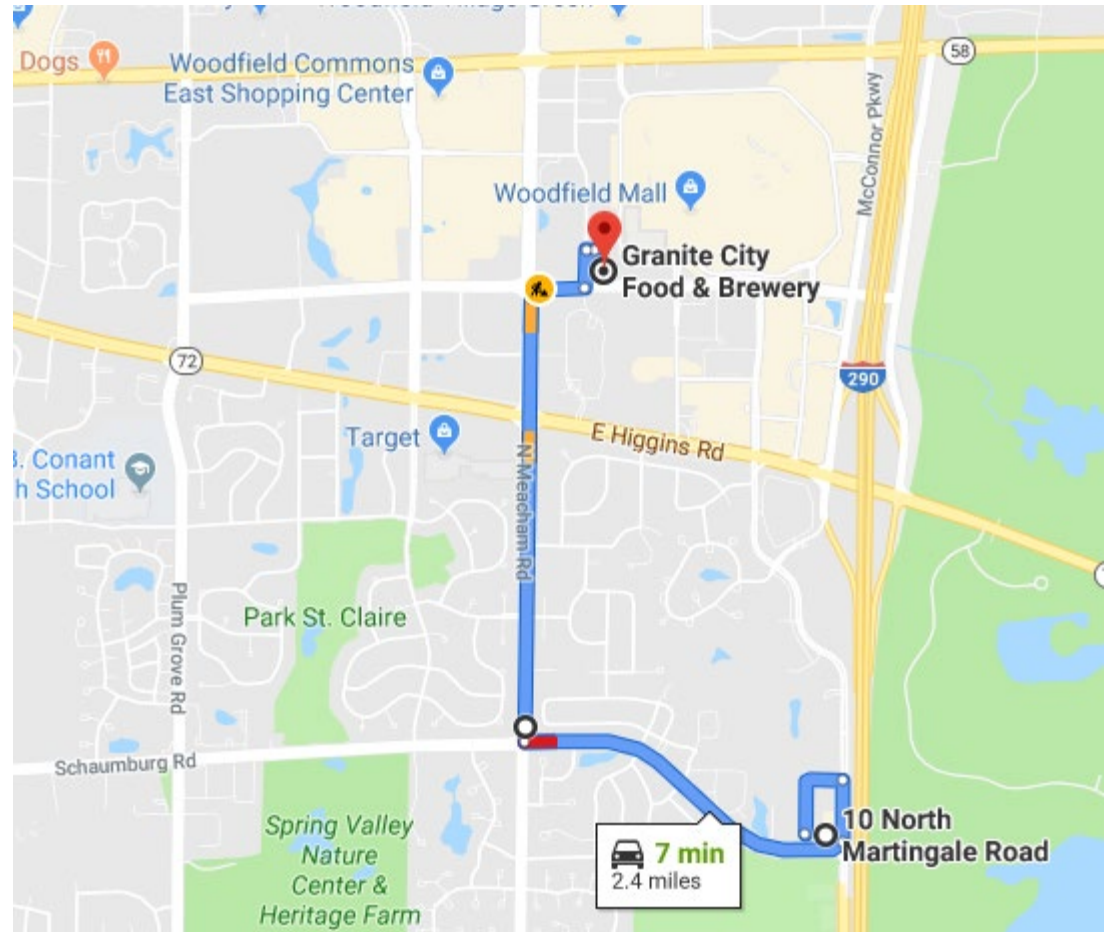 58
Dogs
Woodfield Commons
East Shopping Center
McConnor Pkwy
Woodfield Mall
Granite City
Food & Brewery
72
290
E Higgins Rd
Target
N Meacham Rd
B. Conant
h School
Plum Grove Rd
Park St. Claire
Schaumburg Rd
10 North
Martingale Road
7 min
2.4 miles
Spring Valley
Nature
Center &
Heritage Farm